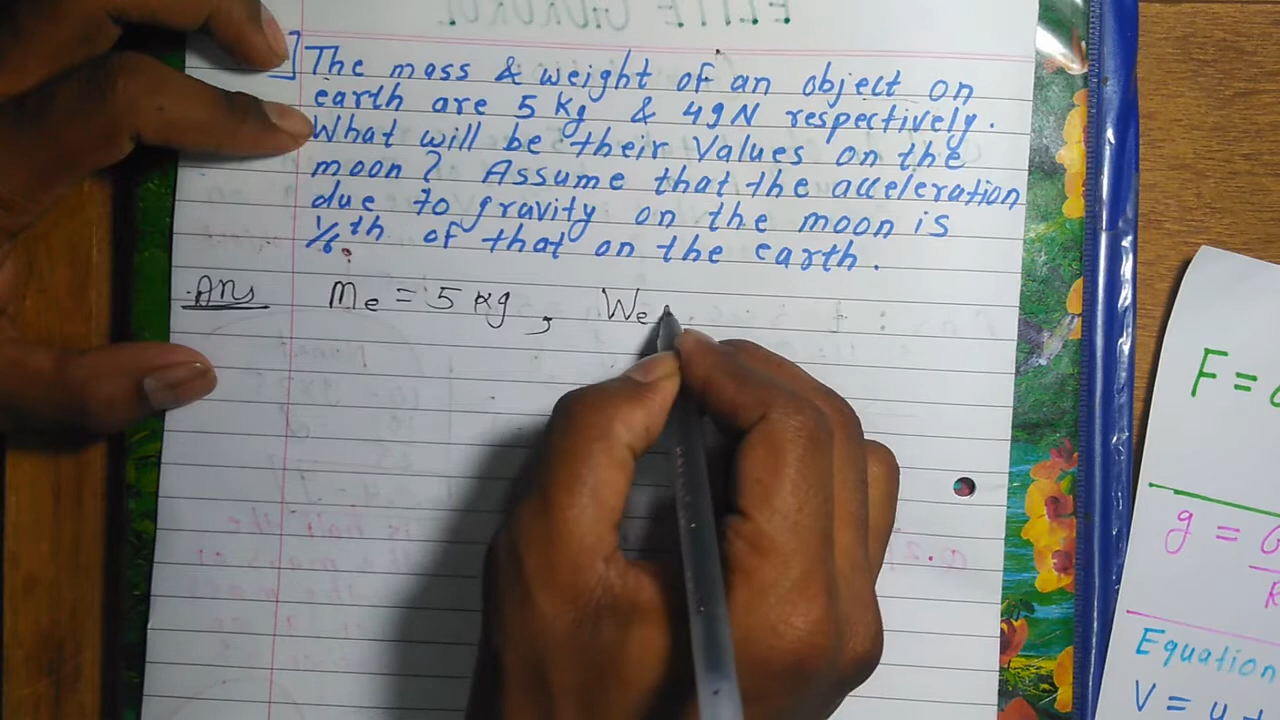 The mass & weight of an object on
earth are 5 kg & 49N respectively.
What will be their values on the
moon? Assume that the acceleration
due to gravity on the moon is
1/6th of that on the earth.
Ans Me = 5 kg, We
F =
g =
Equation
V = u +